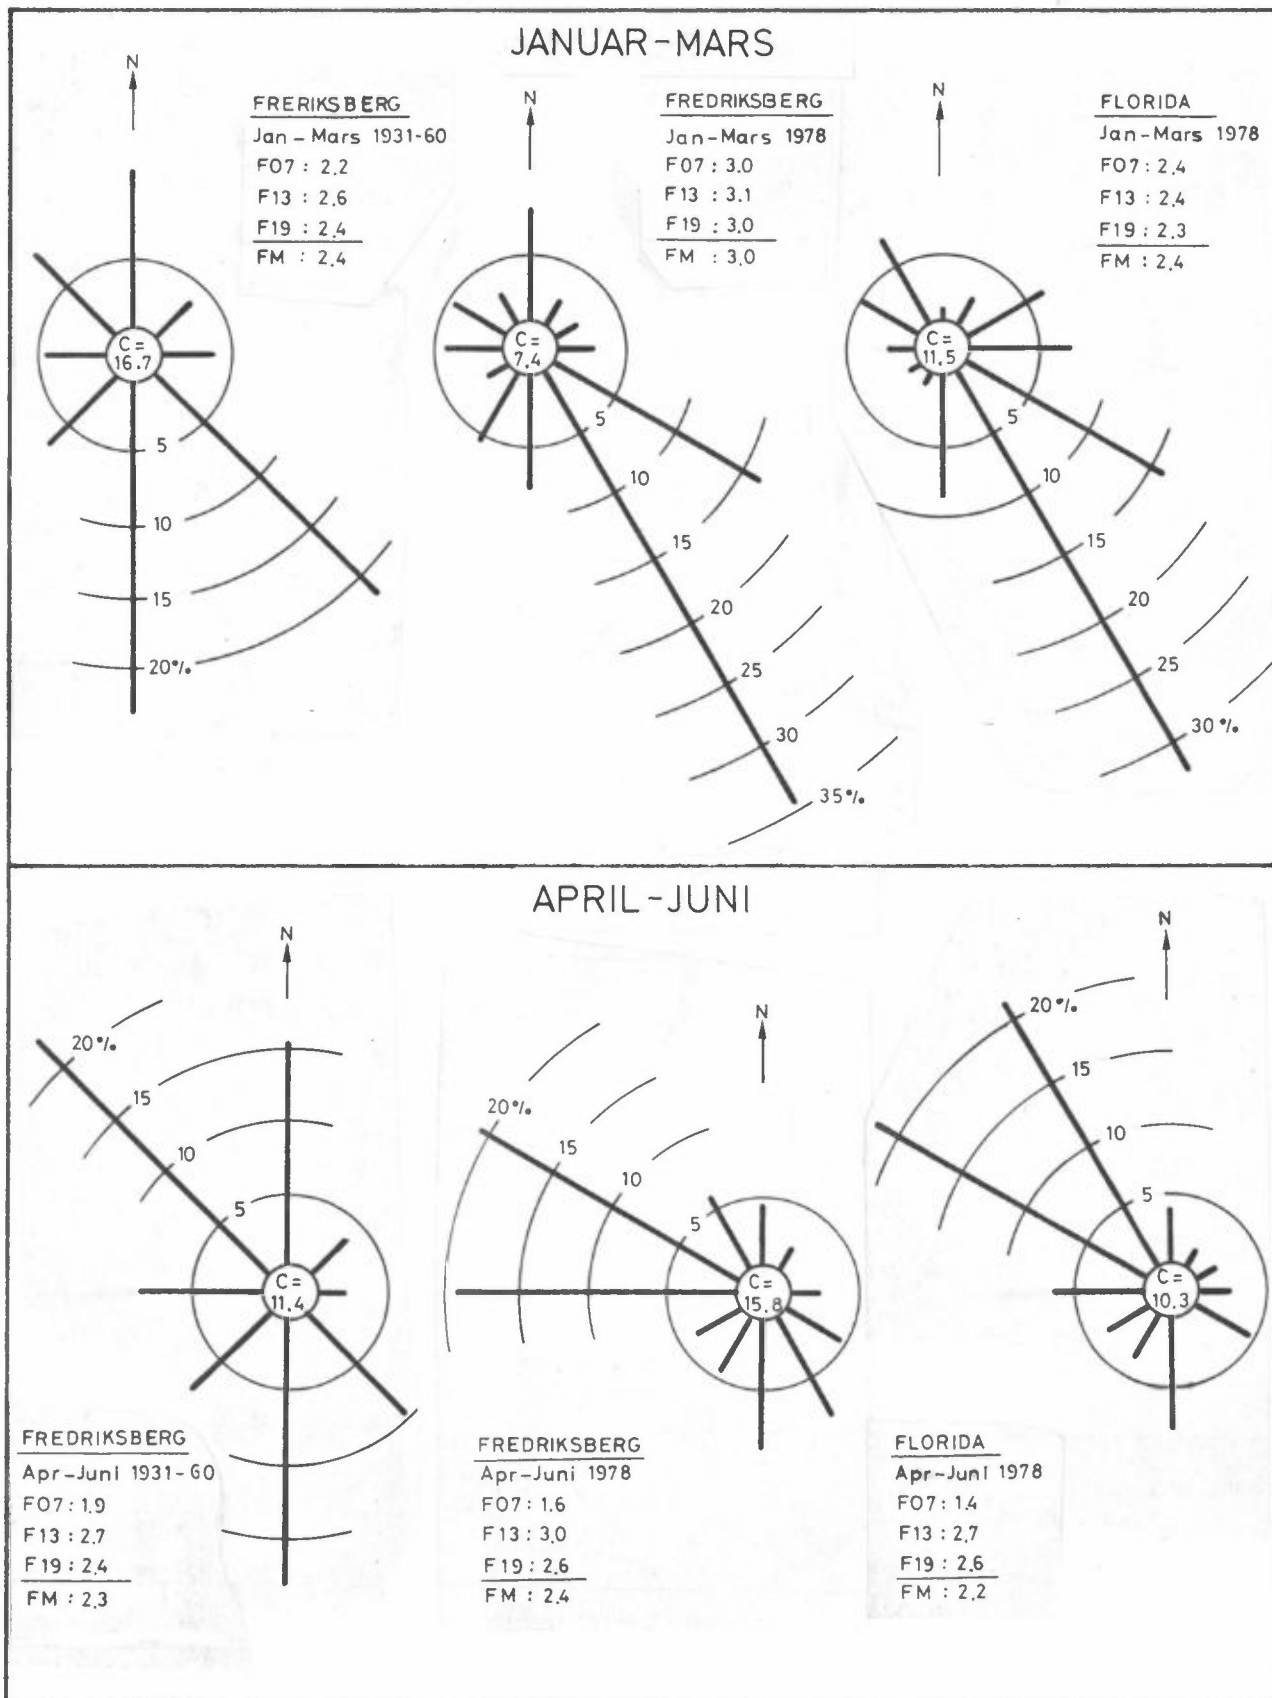 JANUAR-MARS
N
FRERIKSBERG
Jan-Mars 1931-60
F07: 2.2
F13: 2.6
F19: 2.4
FM: 2.4
C=
16.7
5
10
15
20%
N
FREDRIKSBERG
Jan-Mars 1978
F07: 3.0
F13: 3.1
F19: 3.0
FM: 3.0
C=
7.4
5
10
15
20
25
30
35%
N
FLORIDA
Jan-Mars 1978
F07: 2.4
F13: 2.4
F19: 2.3
FM: 2.4
C=
11.5
5
10
15
20
25
30%
APRIL-JUNI
N
20%
15
10
5
C=
11.4
FREDRIKSBERG
Apr-Juni 1931-60
F07: 1.9
F13: 2.7
F19: 2.4
FM: 2.3
N
20%
15
10
5
C=
15.8
FREDRIKSBERG
Apr-Juni 1978
F07: 1.6
F13: 3.0
F19: 2.6
FM: 2.4
N
20%
15
10
5
C=
10.3
FLORIDA
Apr-Juni 1978
F07: 1.4
F13: 2.7
F19: 2.6
FM: 2.2